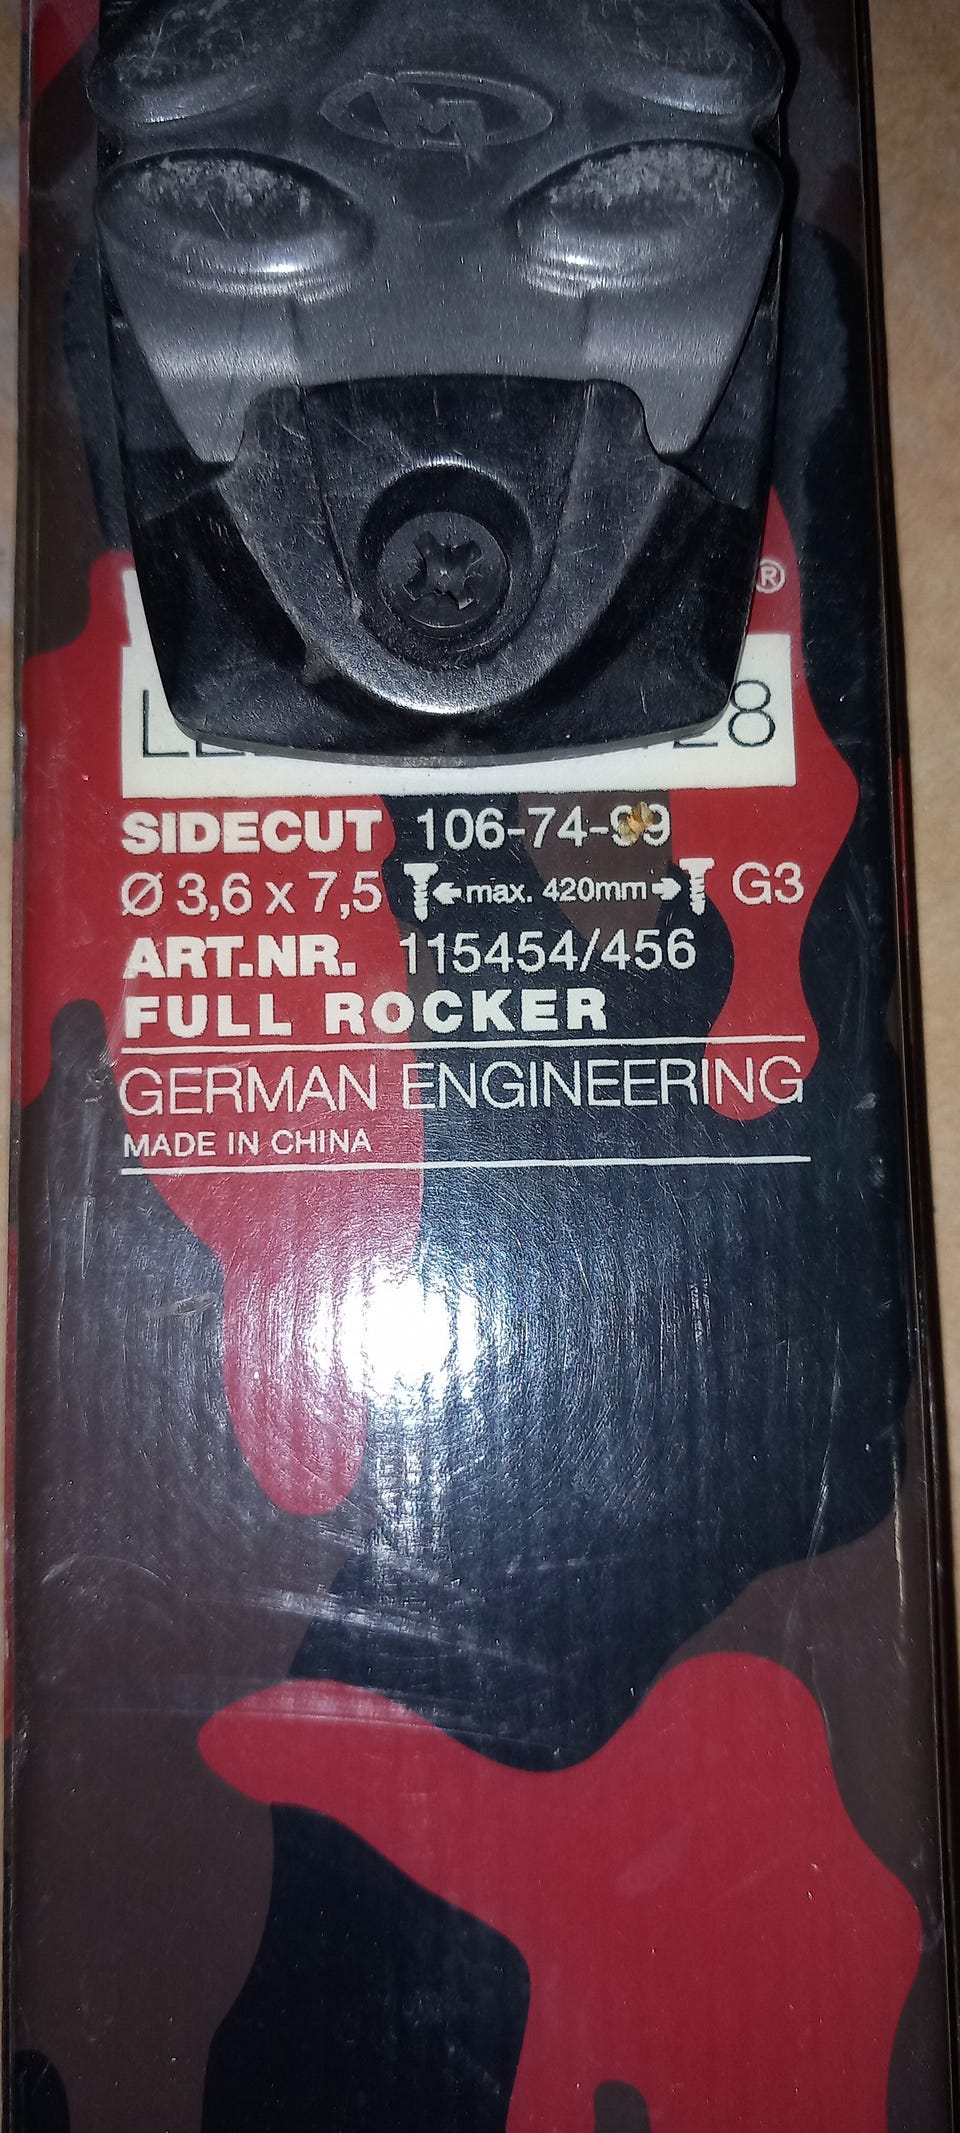 M
®
SIDECUT 106-74-99
Ø 3,6 x 7,5 max. 420mm G3
ART.NR. 115454/456
FULL ROCKER
GERMAN ENGINEERING
MADE IN CHINA